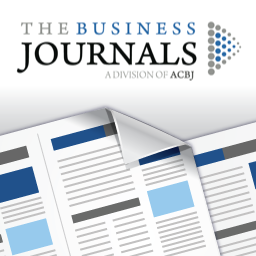 THE BUSINESS
JOURNALS
A DIVISION OF ACBJ